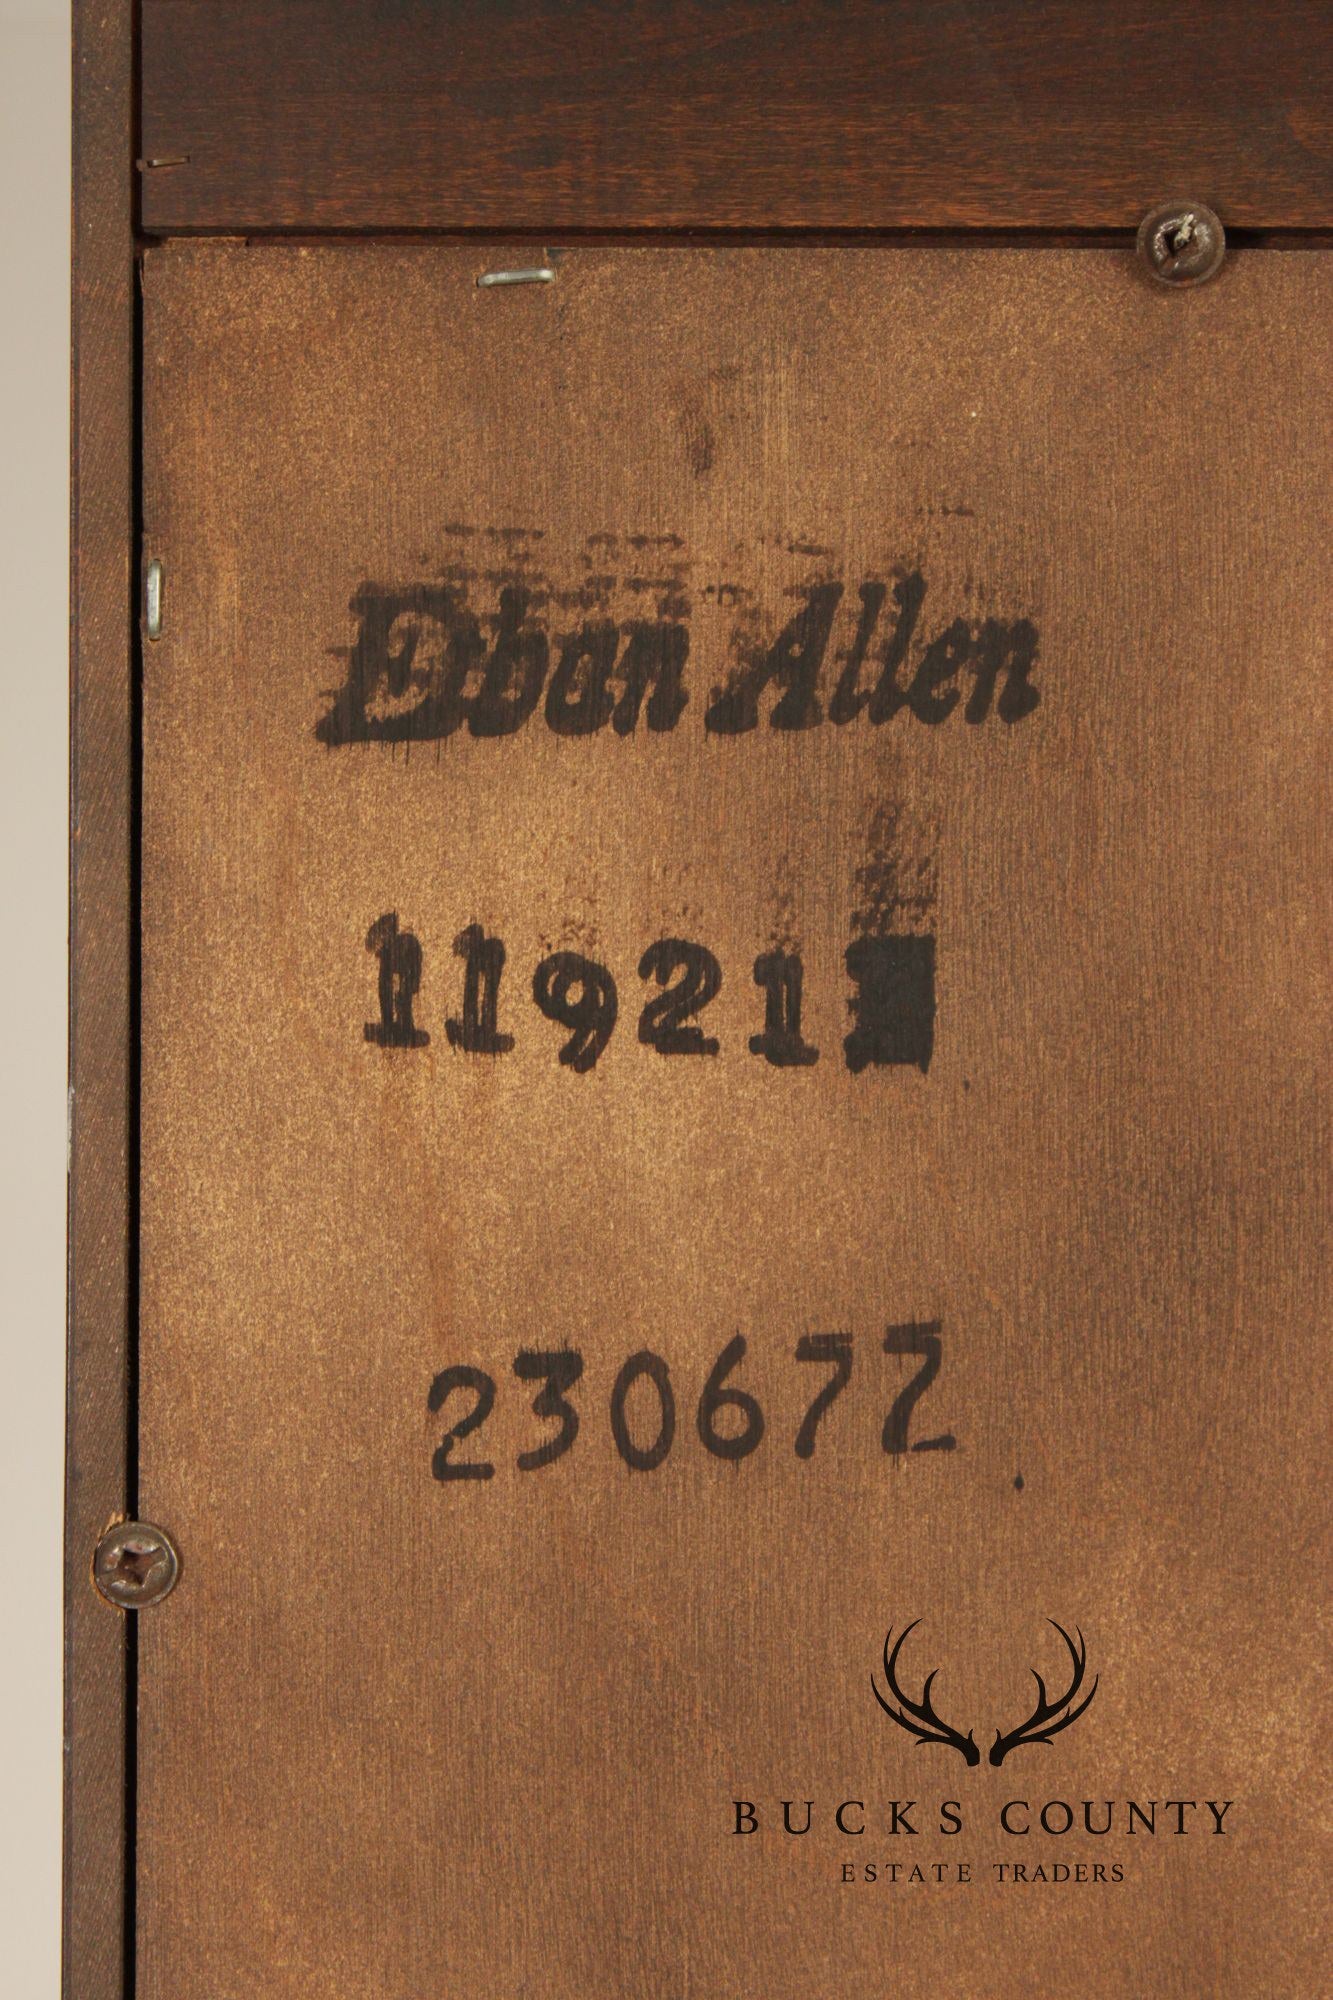 Ethan Allen
11921
230672
BUCKS COUNTY
ESTATE TRADERS